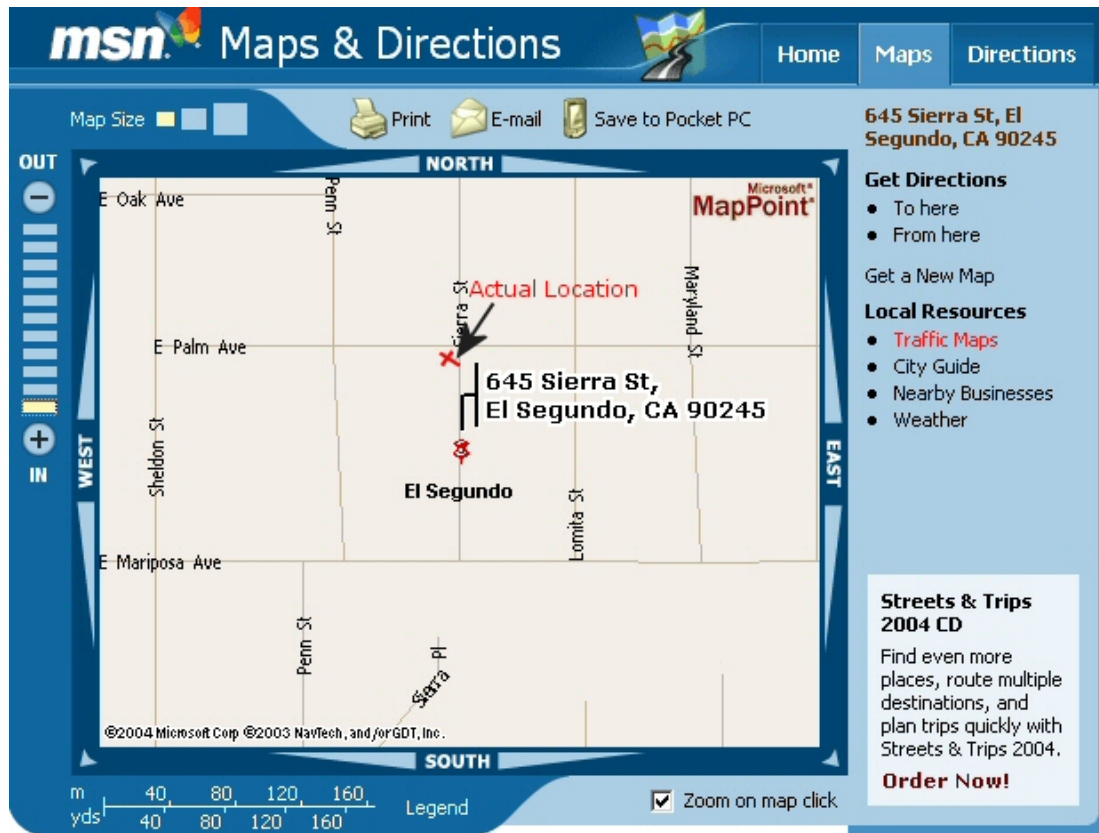 msn Maps & Directions
Home
Maps
Directions
Map Size
Print
E-mail
Save to Pocket PC
OUT
IN
NORTH
WEST
EAST
SOUTH
E Oak Ave
Penn St
Microsoft®
MapPoint®
Sierra St
Actual Location
Maryland St
E Palm Ave
645 Sierra St,
El Segundo, CA 90245
Sheldon St
El Segundo
Lomita St
E Mariposa Ave
Penn St
Sierra Pl
©2004 Microsoft Corp ©2003 NavTech, and/or GDT, Inc.
m 40 80 120 160
yds 40 80 120 160
Legend
Zoom on map click
645 Sierra St, El
Segundo, CA 90245
Get Directions
• To here
• From here
Get a New Map
Local Resources
• Traffic Maps
• City Guide
• Nearby Businesses
• Weather
Streets & Trips
2004 CD
Find even more
places, route multiple
destinations, and
plan trips quickly with
Streets & Trips 2004.
Order Now!